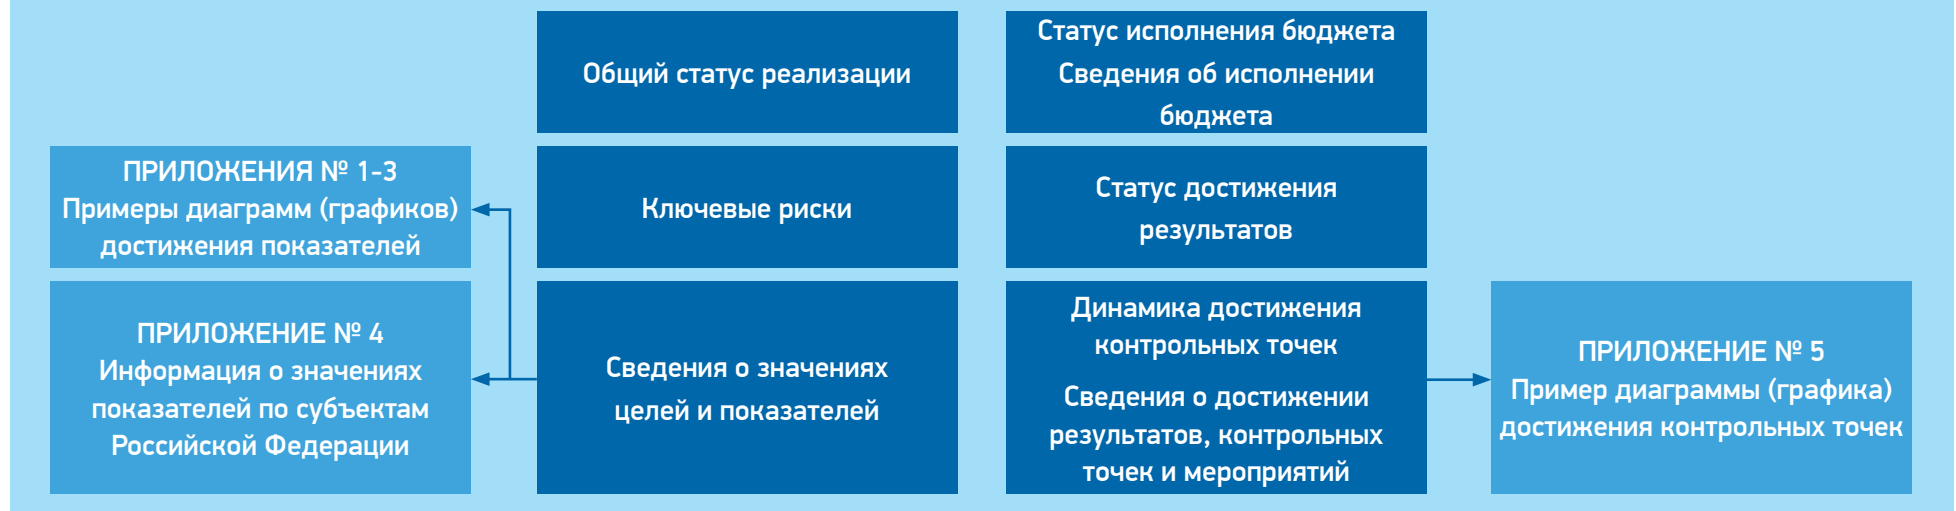 Общий статус реализации
Статус исполнения бюджета
Сведения об исполнении
бюджета
ПРИЛОЖЕНИЯ № 1-3
Примеры диаграмм (графиков)
достижения показателей
Ключевые риски
Статус достижения
результатов
ПРИЛОЖЕНИЕ № 4
Информация о значениях
показателей по субъектам
Российской Федерации
Сведения о значениях
целей и показателей
Динамика достижения
контрольных точек
Сведения о достижении
результатов, контрольных
точек и мероприятий
ПРИЛОЖЕНИЕ № 5
Пример диаграммы (графика)
достижения контрольных точек